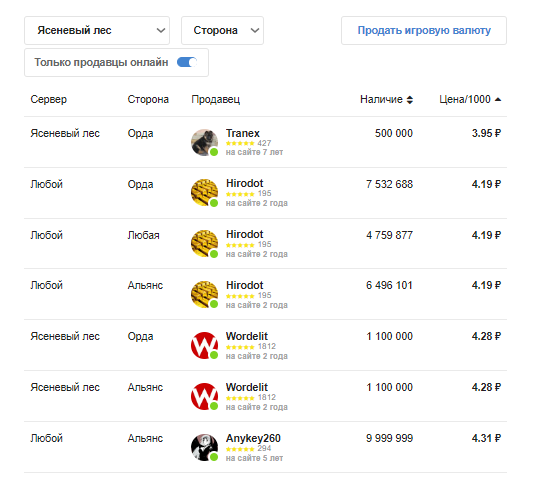 Ясеневый лес Сторона Продать игровую валюту
Только продавцы онлайн
Сервер Сторона Продавец Наличие Цена/1000
Ясеневый лес Орда Tranex 500 000 3.95 ₽
427
на сайте 7 лет
Любой Орда Hirodot 7 532 688 4.19 ₽
195
на сайте 2 года
Любой Любая Hirodot 4 759 877 4.19 ₽
195
на сайте 2 года
Любой Альянс Hirodot 6 496 101 4.19 ₽
195
на сайте 2 года
Ясеневый лес Орда Wordelit 1 100 000 4.28 ₽
1812
на сайте 2 года
Ясеневый лес Альянс Wordelit 1 100 000 4.28 ₽
1812
на сайте 2 года
Любой Альянс Anykey260 9 999 999 4.31 ₽
294
на сайте 5 лет